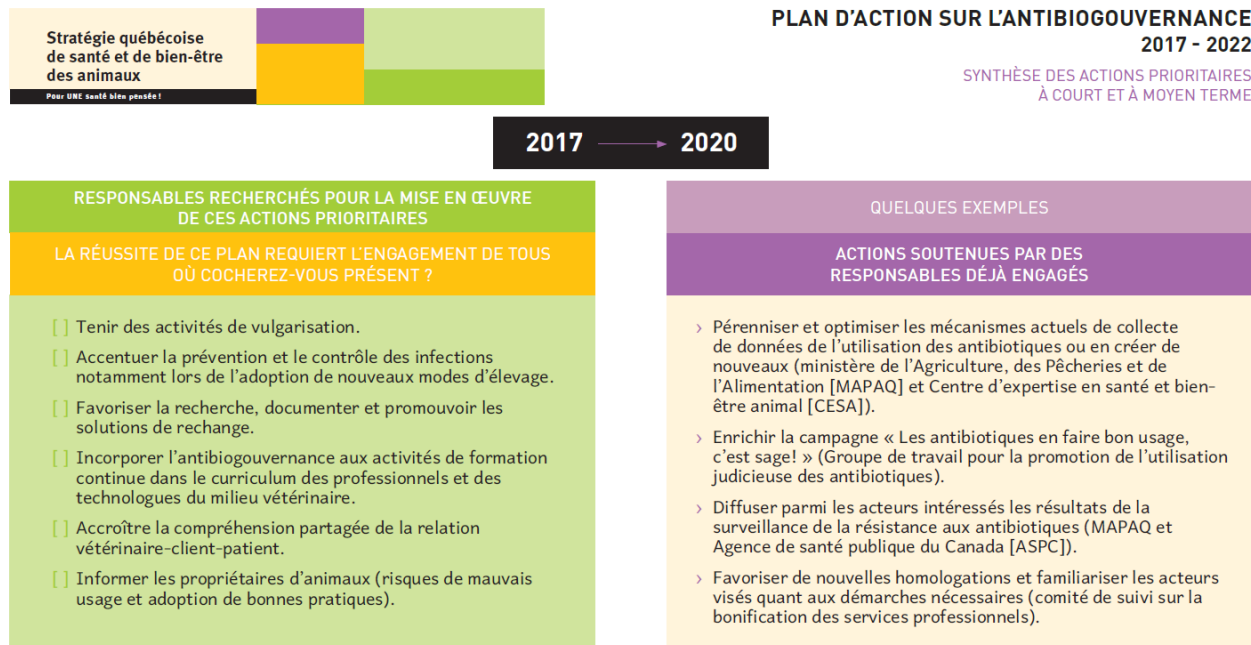 Stratégie québécoise
de santé et de bien-être
des animaux
Pour UNE santé bien pensée !
PLAN D'ACTION SUR L'ANTIBIOGOUVERNANCE
2017 - 2022
SYNTHÈSE DES ACTIONS PRIORITAIRES
À COURT ET À MOYEN TERME
2017 → 2020
RESPONSABLES RECHERCHÉS POUR LA MISE EN ŒUVRE
DE CES ACTIONS PRIORITAIRES
LA RÉUSSITE DE CE PLAN REQUIERT L'ENGAGEMENT DE TOUS
OÙ COCHEREZ-VOUS PRÉSENT ?
[ ] Tenir des activités de vulgarisation.
[ ] Accentuer la prévention et le contrôle des infections
notamment lors de l'adoption de nouveaux modes d'élevage.
[ ] Favoriser la recherche, documenter et promouvoir les
solutions de rechange.
[ ] Incorporer l'antibiogouvernance aux activités de formation
continue dans le curriculum des professionnels et des
technologues du milieu vétérinaire.
[ ] Accroître la compréhension partagée de la relation
vétérinaire-client-patient.
[ ] Informer les propriétaires d'animaux (risques de mauvais
usage et adoption de bonnes pratiques).
QUELQUES EXEMPLES
ACTIONS SOUTENUES PAR DES
RESPONSABLES DÉJÀ ENGAGÉS
› Pérenniser et optimiser les mécanismes actuels de collecte
de données de l'utilisation des antibiotiques ou en créer de
nouveaux (ministère de l'Agriculture, des Pêcheries et de
l'Alimentation [MAPAQ] et Centre d'expertise en santé et bien-
être animal [CESA]).
› Enrichir la campagne « Les antibiotiques en faire bon usage,
c'est sage! » (Groupe de travail pour la promotion de l'utilisation
judicieuse des antibiotiques).
› Diffuser parmi les acteurs intéressés les résultats de la
surveillance de la résistance aux antibiotiques (MAPAQ et
Agence de santé publique du Canada [ASPC]).
› Favoriser de nouvelles homologations et familiariser les acteurs
visés quant aux démarches nécessaires (comité de suivi sur la
bonification des services professionnels).